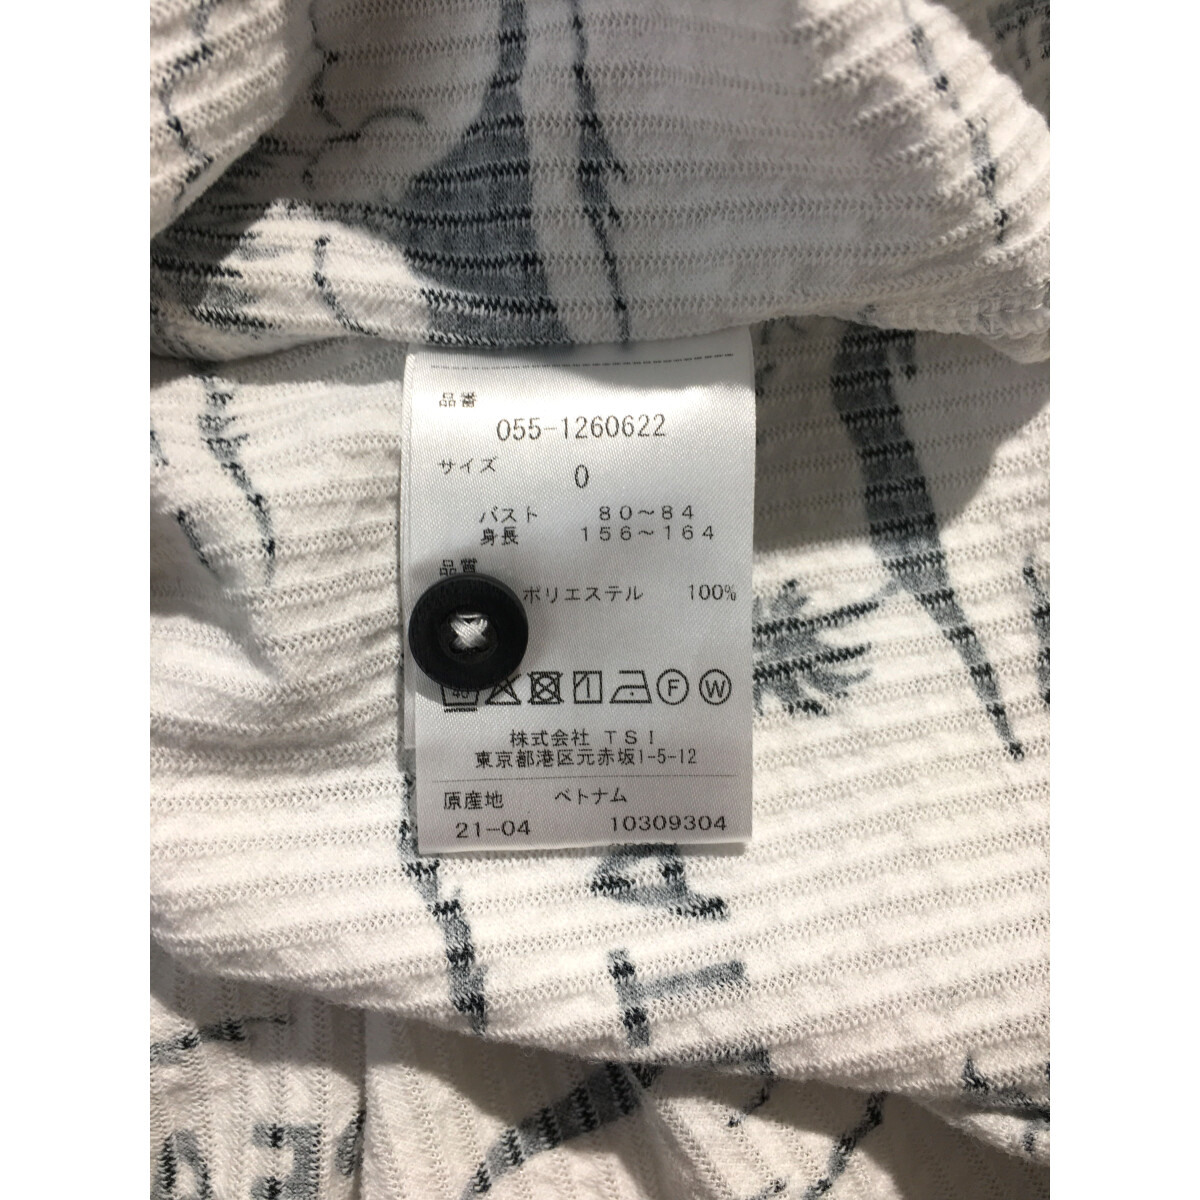 品番
055-1260622
サイズ 0
バスト 80～84
身長 156～164
品質
ポリエステル 100%
40 1 F W
株式会社 TSI
東京都港区元赤坂1-5-12
原産地 ベトナム
21-04 10309304